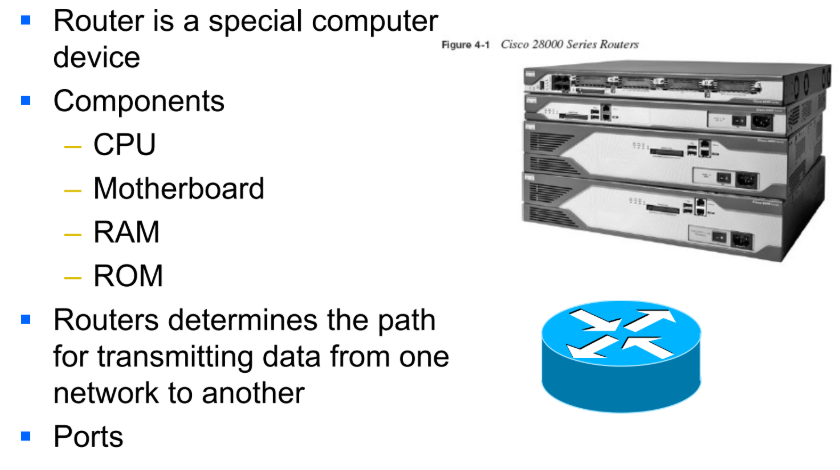 ▪ Router is a special computer
device
Figure 4-1 Cisco 28000 Series Routers
▪ Components
– CPU
– Motherboard
– RAM
– ROM
▪ Routers determines the path
for transmitting data from one
network to another
▪ Ports